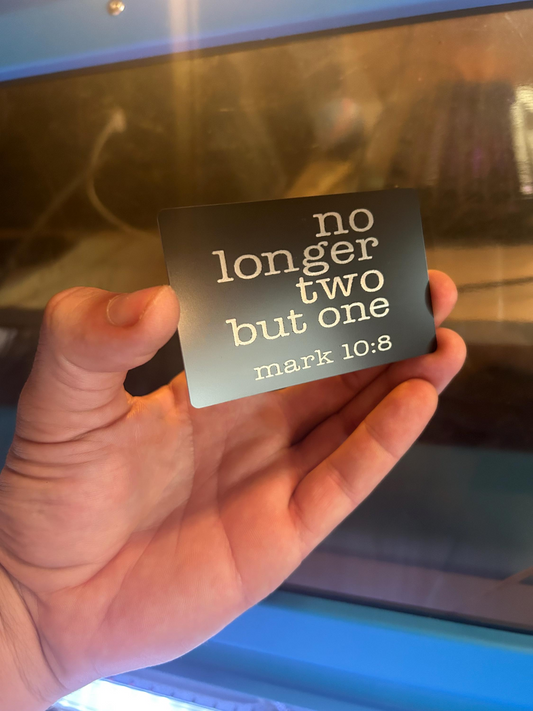 no
longer
two
but one
mark 10:8